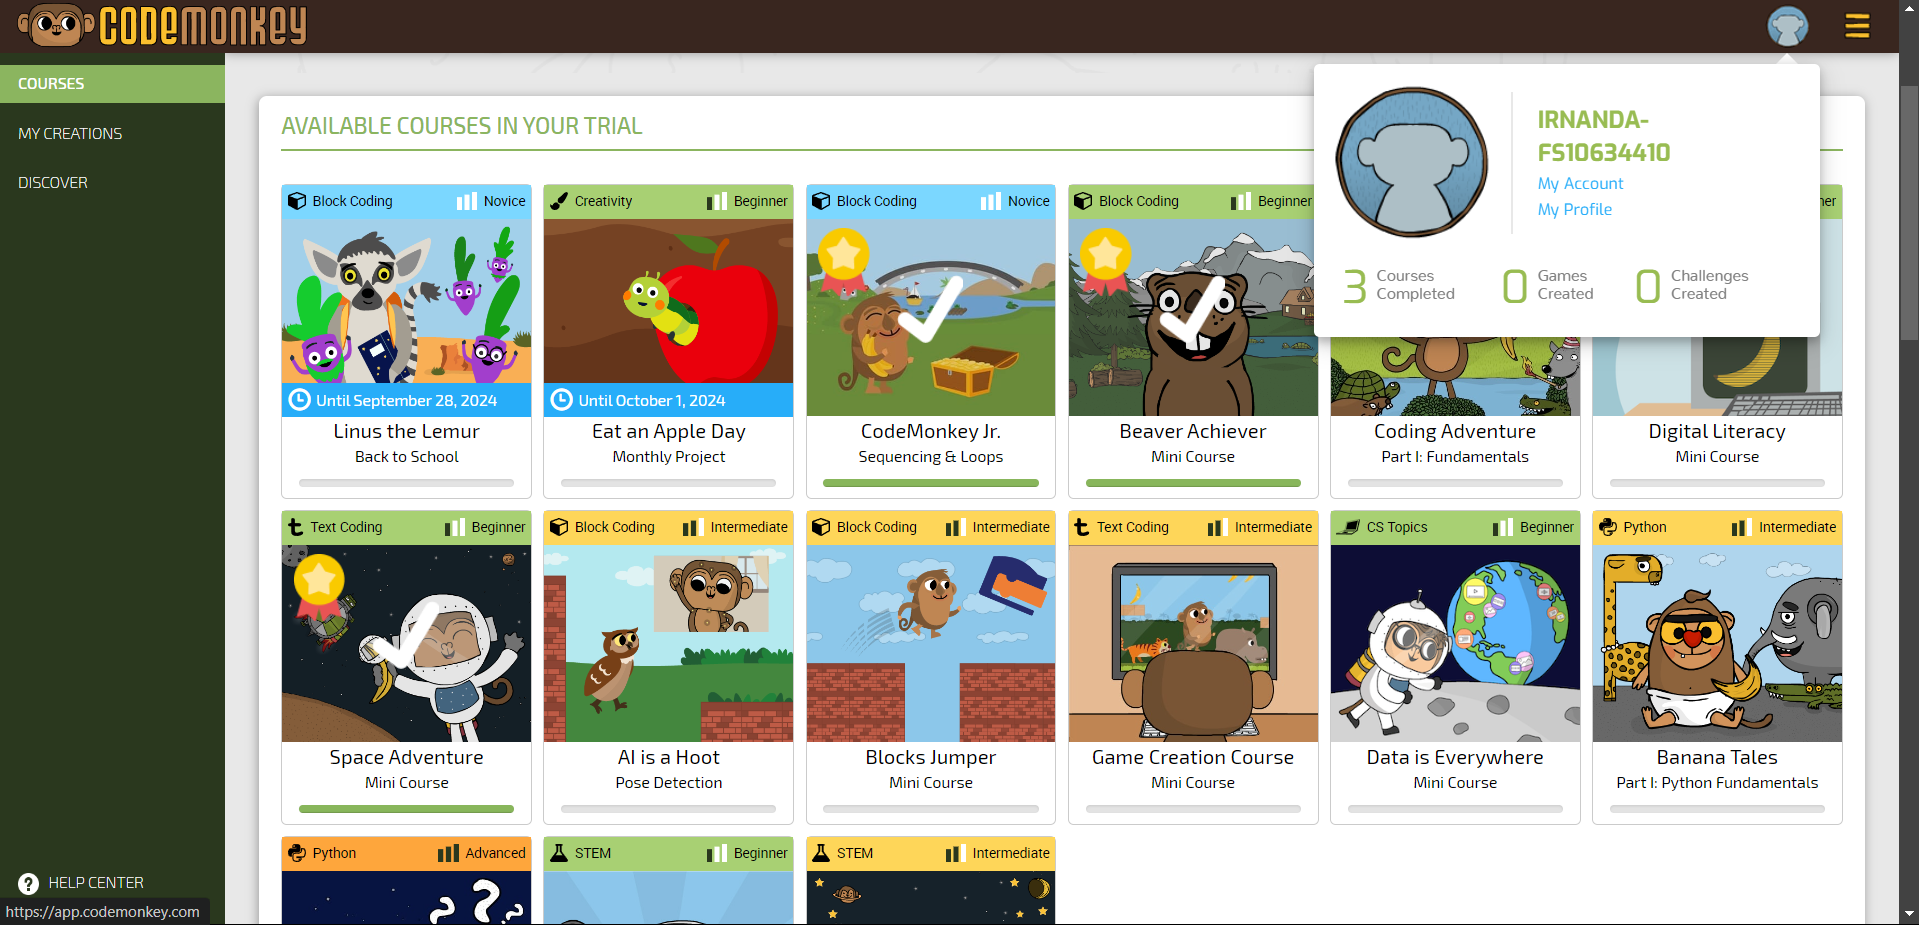 CODEMONKEY
COURSES
MY CREATIONS
DISCOVER
HELP CENTER
https://app.codemonkey.com
IRNANDA-
FS10634410
My Account
My Profile
3 Courses Completed
0 Games Created
0 Challenges Created
AVAILABLE COURSES IN YOUR TRIAL
Block Coding Novice
Until September 28, 2024
Linus the Lemur
Back to School
Creativity Beginner
Until October 1, 2024
Eat an Apple Day
Monthly Project
Block Coding Novice
CodeMonkey Jr.
Sequencing & Loops
Block Coding Beginner
Beaver Achiever
Mini Course
Coding Adventure
Part I: Fundamentals
ner
Digital Literacy
Mini Course
Text Coding Beginner
Space Adventure
Mini Course
Block Coding Intermediate
AI is a Hoot
Pose Detection
Block Coding Intermediate
Blocks Jumper
Mini Course
Text Coding Intermediate
Game Creation Course
Mini Course
CS Topics Beginner
Data is Everywhere
Mini Course
Python Intermediate
Banana Tales
Part I: Python Fundamentals
Python Advanced
STEM Beginner
STEM Intermediate